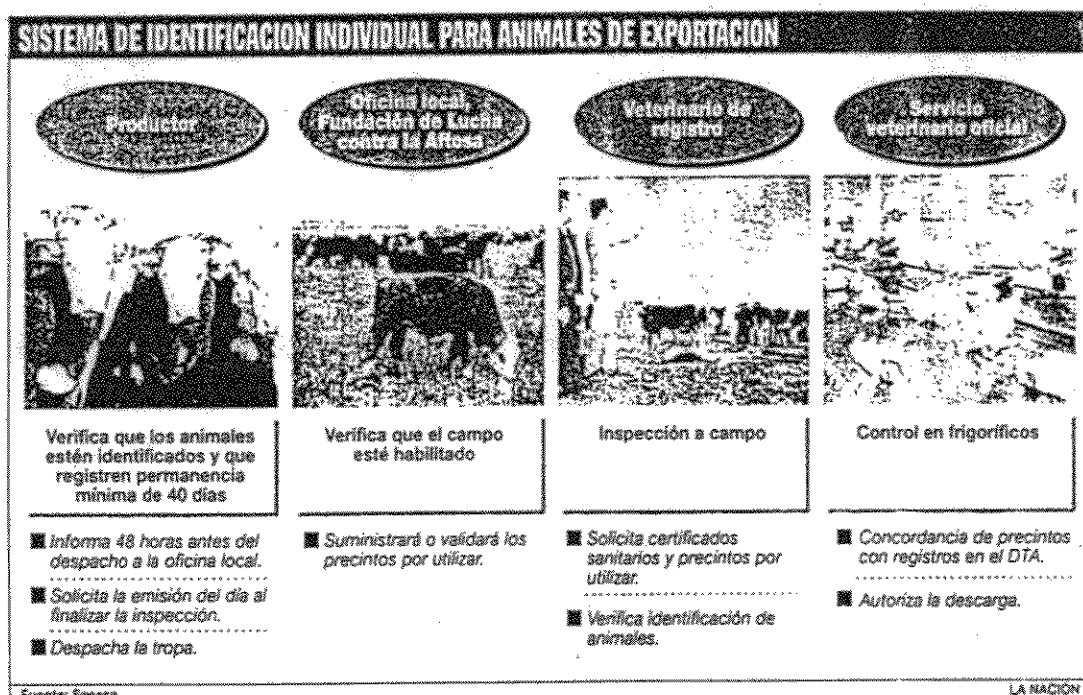 SISTEMA DE IDENTIFICACION INDIVIDUAL PARA ANIMALES DE EXPORTACION
Productor
Oficina local,
Fundación de Lucha
contra la Aftosa
Veterinario de
registro
Servicio
veterinario oficial
Verifica que los animales
estén identificados y que
registren permanencia
mínima de 40 días
Verifica que el campo
esté habilitado
Inspección a campo
Control en frigoríficos
Informa 48 horas antes del
despacho a la oficina local.
Solicita la emisión del día al
finalizar la inspección.
Despacha la tropa.
Suministrará o validará los
precintos por utilizar.
Solicita certificados
sanitarios y precintos por
utilizar.
Verifica identificación de
animales.
Concordancia de precintos
con registros en el DTA.
Autoriza la descarga.
Fuente: Senasa
LA NACION